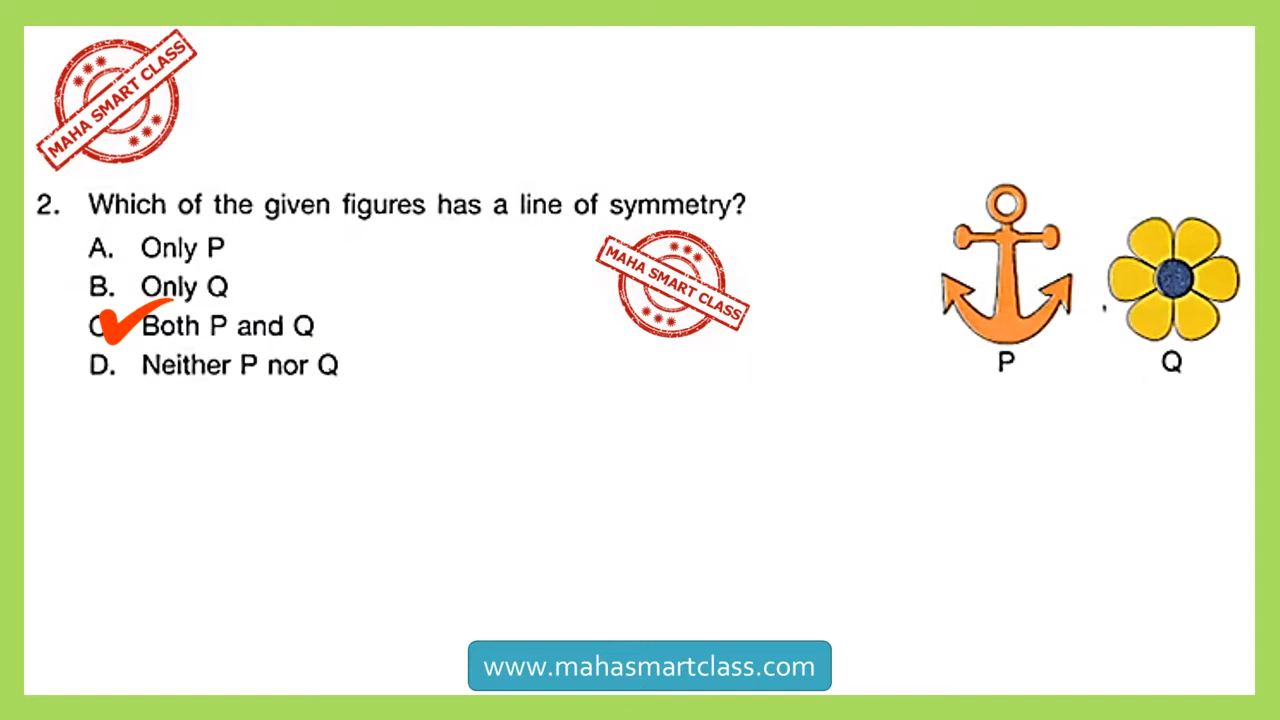 MAHA SMART CLASS
2. Which of the given figures has a line of symmetry?
A. Only P
B. Only Q
C. Both P and Q
D. Neither P nor Q
MAHA SMART CLASS
P
Q
www.mahasmartclass.com